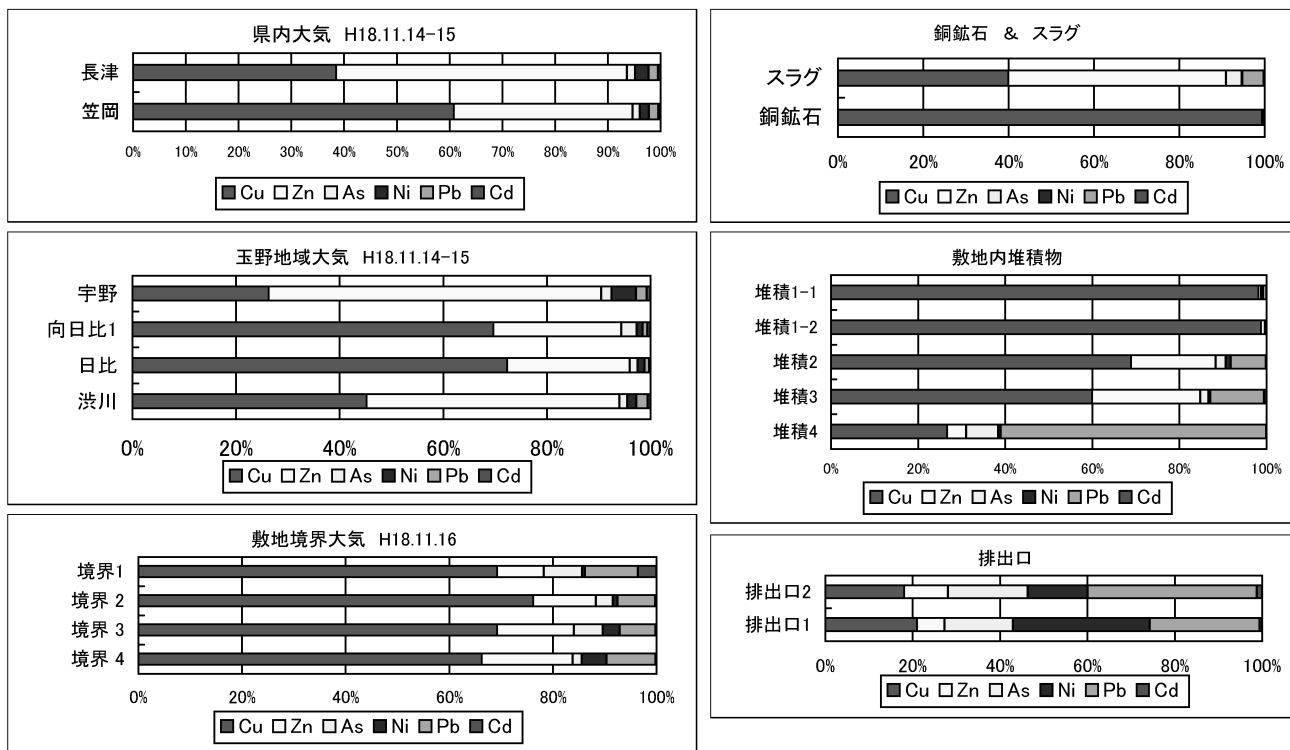 県内大気 H18.11.14-15
長津
笠岡
0% 10% 20% 30% 40% 50% 60% 70% 80% 90% 100%
Cu Zn As Ni Pb Cd
玉野地域大気 H18.11.14-15
宇野
向日比1
日比
渋川
0% 20% 40% 60% 80% 100%
Cu Zn As Ni Pb Cd
敷地境界大気 H18.11.16
境界1
境界 2
境界 3
境界 4
0% 20% 40% 60% 80% 100%
Cu Zn As Ni Pb Cd
銅鉱石 & スラグ
スラグ
銅鉱石
0% 20% 40% 60% 80% 100%
Cu Zn As Ni Pb Cd
敷地内堆積物
堆積1-1
堆積1-2
堆積2
堆積3
堆積4
0% 20% 40% 60% 80% 100%
Cu Zn As Ni Pb Cd
排出口
排出口2
排出口1
0% 20% 40% 60% 80% 100%
Cu Zn As Ni Pb Cd